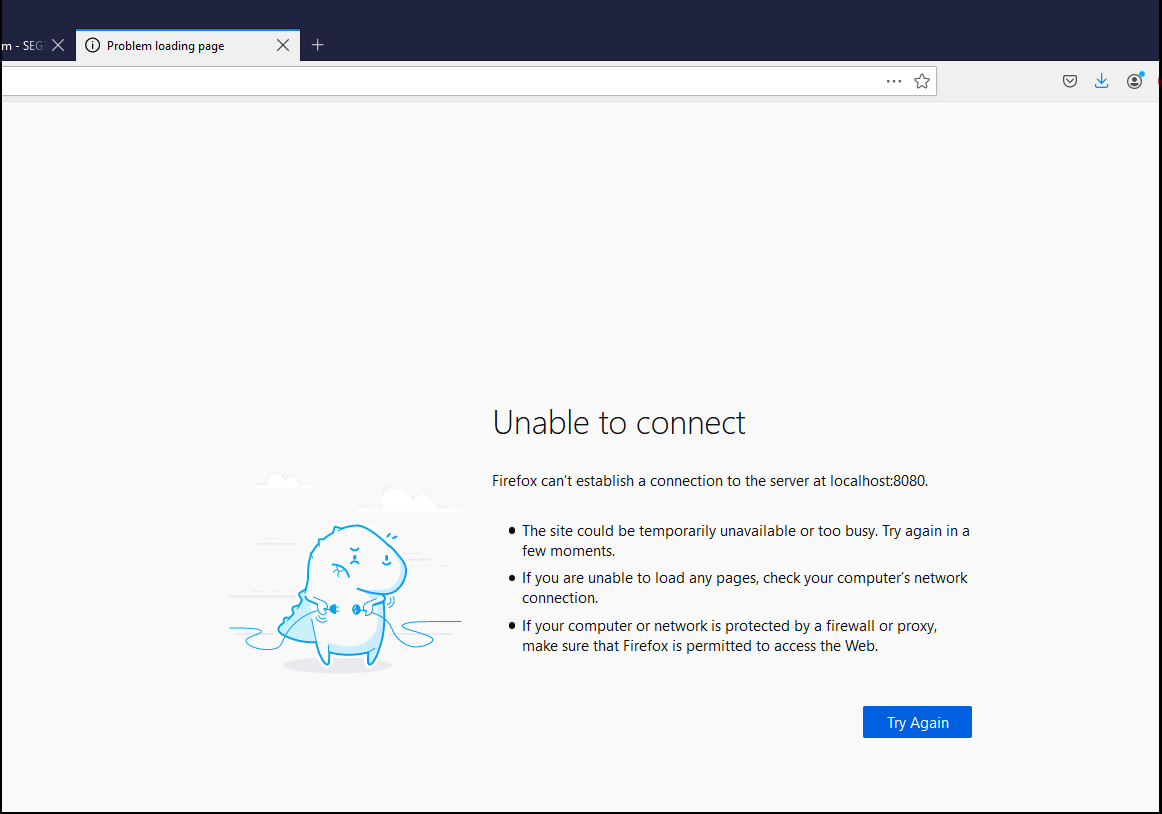 m - SEG
Problem loading page
Unable to connect
Firefox can’t establish a connection to the server at localhost:8080.
The site could be temporarily unavailable or too busy. Try again in a
few moments.
If you are unable to load any pages, check your computer’s network
connection.
If your computer or network is protected by a firewall or proxy,
make sure that Firefox is permitted to access the Web.
Try Again